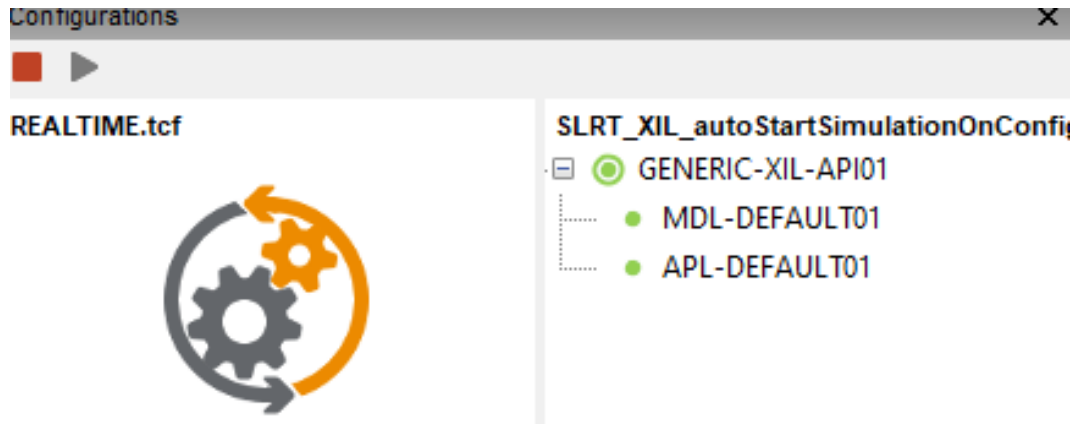 Configurations
REALTIME.tcf
SLRT_XIL_autoStartSimulationOnConfig
GENERIC-XIL-API01
MDL-DEFAULT01
APL-DEFAULT01